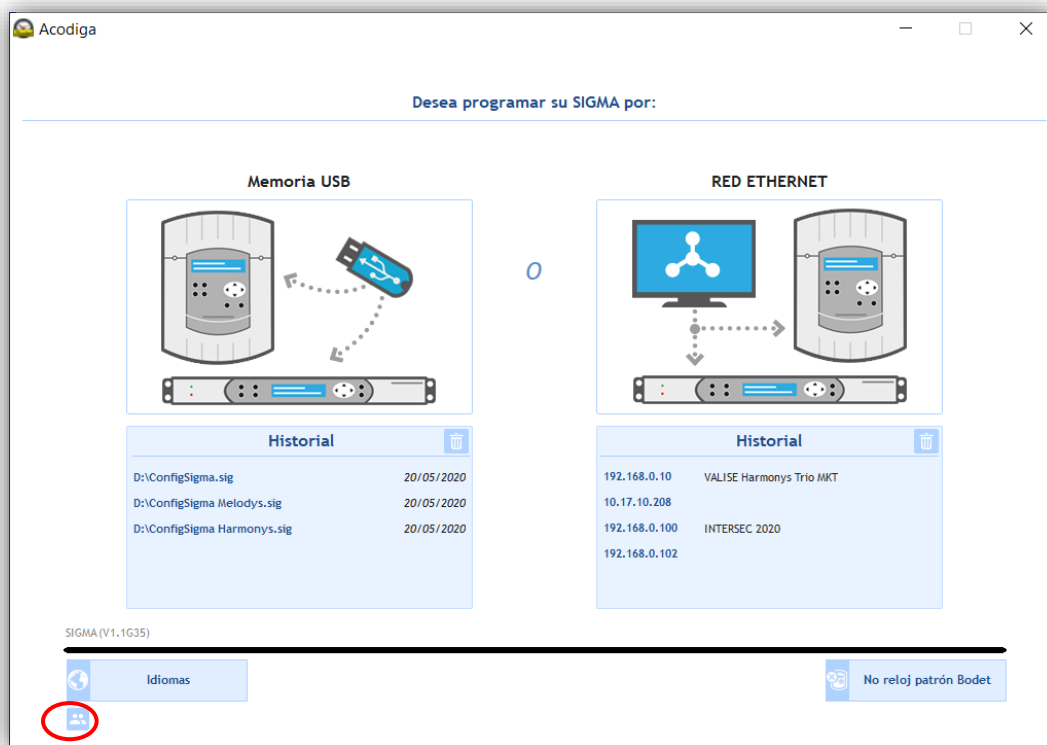 Acodiga
Desea programar su SIGMA por:
Memoria USB
O
RED ETHERNET
Historial
D:\ConfigSigma.sig 20/05/2020
D:\ConfigSigma Melodys.sig 20/05/2020
D:\ConfigSigma Harmonys.sig 20/05/2020
Historial
192.168.0.10 VALISE Harmonys Trio MKT
10.17.10.208
192.168.0.100 INTERSEC 2020
192.168.0.102
SIGMA (V1.1G35)
Idiomas
No reloj patrón Bodet